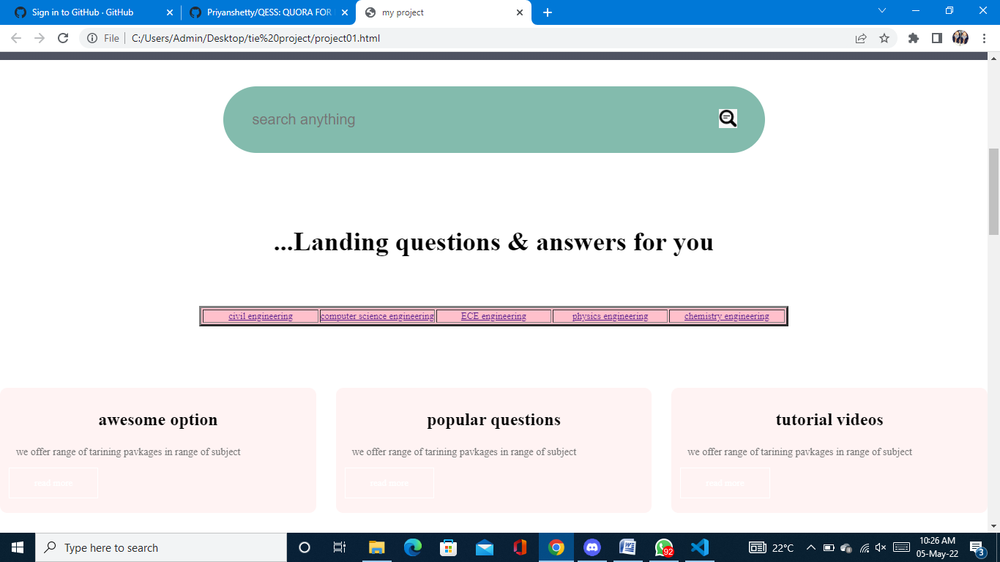 Sign in to GitHub · GitHub
Priyanshetty/QESS: QUORA FOR
my project
File
C:/Users/Admin/Desktop/tie%20project/project01.html
search anything
...Landing questions & answers for you
civil engineering computer science engineering ECE engineering physics engineering chemistry engineering
awesome option popular questions tutorial videos
we offer range of tarining pavkages in range of subject we offer range of tarining pavkages in range of subject we offer range of tarining pavkages in range of subject
read more read more read more
Type here to search
92
22°C
10:26 AM
05-May-22
3